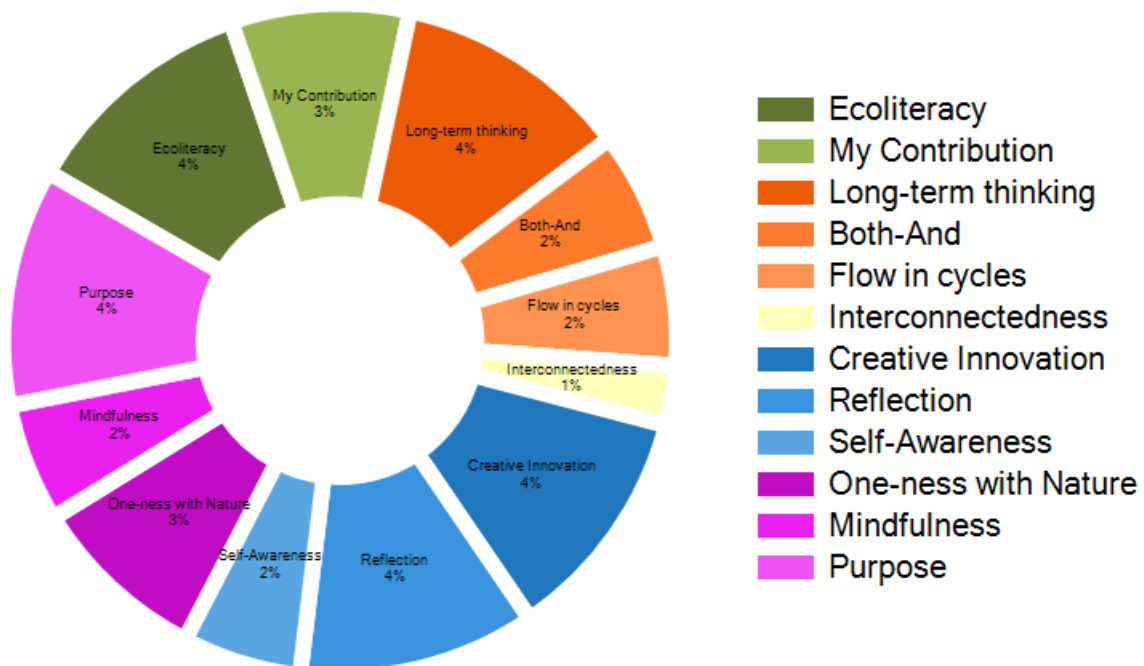 My Contribution
3%
Long-term thinking
4%
Both-And
2%
Flow in cycles
2%
Interconnectedness
1%
Creative Innovation
4%
Reflection
4%
Self-Awareness
2%
One-ness with Nature
3%
Mindfulness
2%
Purpose
4%
Ecoliteracy
4%
Ecoliteracy
My Contribution
Long-term thinking
Both-And
Flow in cycles
Interconnectedness
Creative Innovation
Reflection
Self-Awareness
One-ness with Nature
Mindfulness
Purpose